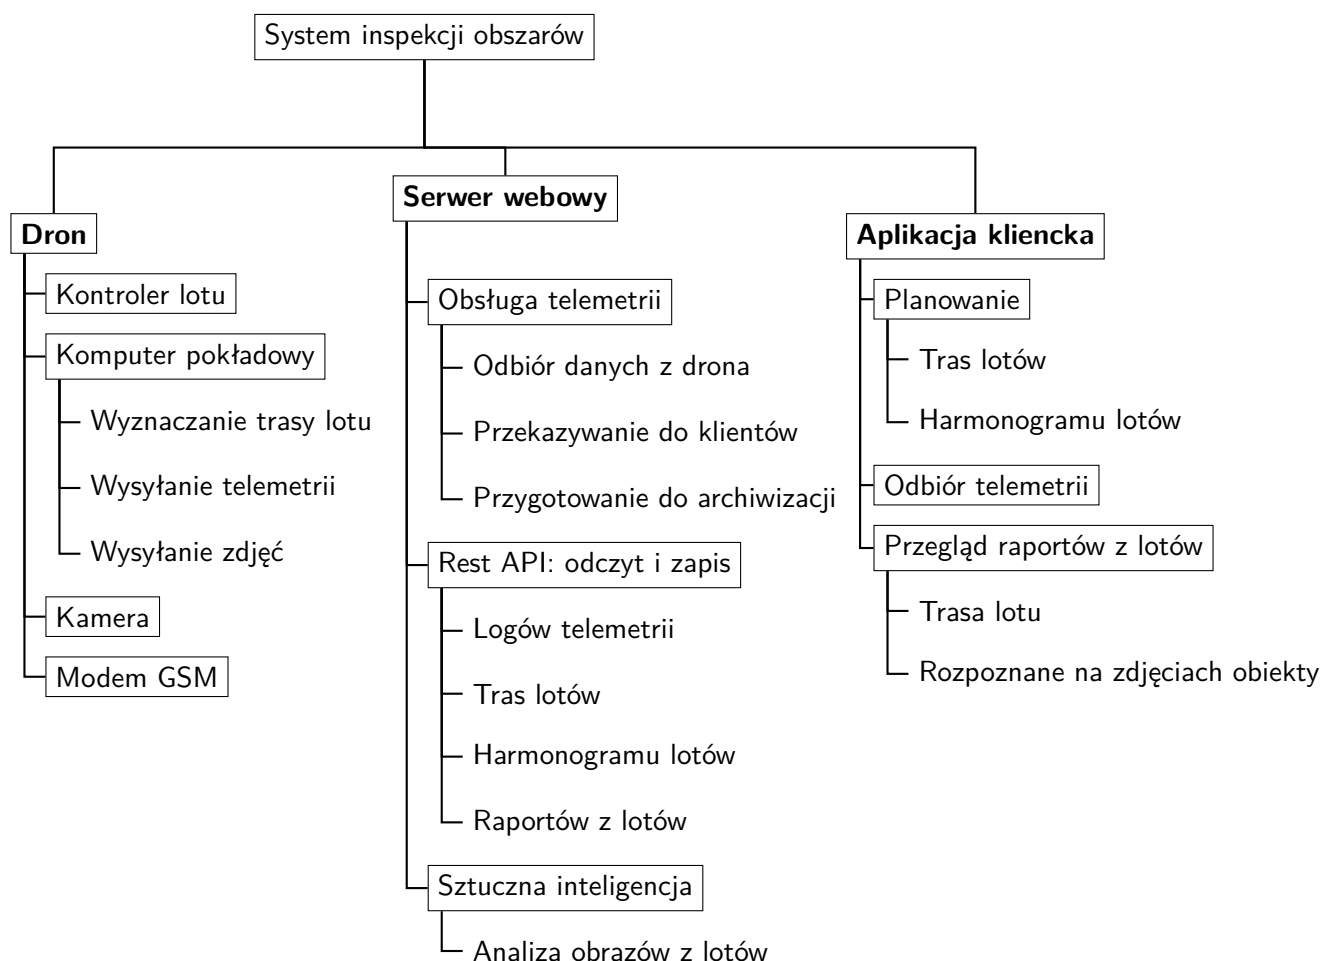 System inspekcji obszarów
Dron
Kontroler lotu
Komputer pokładowy
Wyznaczanie trasy lotu
Wysyłanie telemetrii
Wysyłanie zdjęć
Kamera
Modem GSM
Serwer webowy
Obsługa telemetrii
Odbiór danych z drona
Przekazywanie do klientów
Przygotowanie do archiwizacji
Rest API: odczyt i zapis
Logów telemetrii
Tras lotów
Harmonogramu lotów
Raportów z lotów
Sztuczna inteligencja
Analiza obrazów z lotów
Aplikacja kliencka
Planowanie
Tras lotów
Harmonogramu lotów
Odbiór telemetrii
Przegląd raportów z lotów
Trasa lotu
Rozpoznane na zdjęciach obiekty